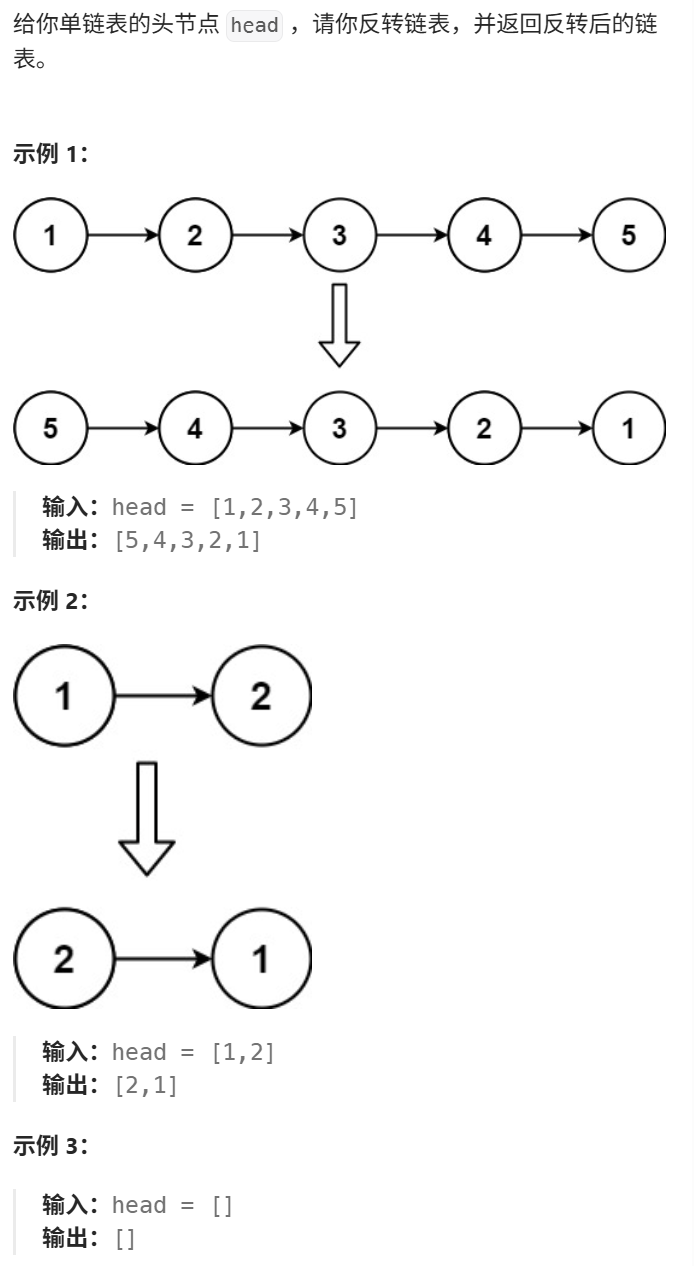 给你单链表的头节点 head ，请你反转链表，并返回反转后的链
表。
示例 1：
1 2 3 4 5
5 4 3 2 1
输入：head = [1,2,3,4,5]
输出：[5,4,3,2,1]
示例 2：
1 2
2 1
输入：head = [1,2]
输出：[2,1]
示例 3：
输入：head = []
输出：[]